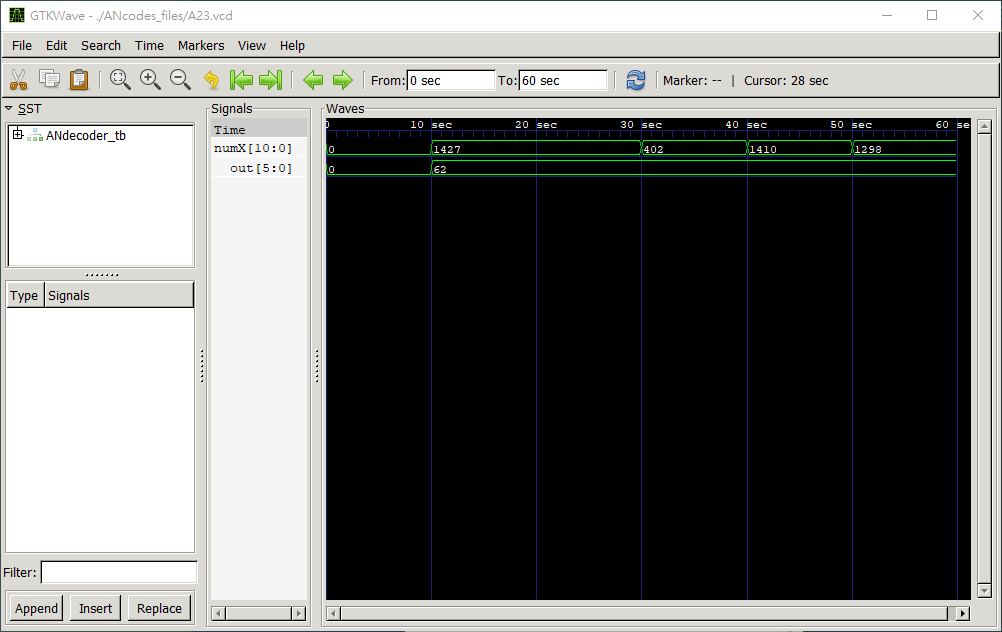 GTKWave - ./ANcodes_files/A23.vcd
File Edit Search Time Markers View Help
From: 0 sec To: 60 sec Marker: -- | Cursor: 28 sec
SST
ANdecoder_tb
Type Signals
Filter:
Append Insert Replace
Signals
Time
numX[10:0]
out[5:0]
Waves
0 10 sec 20 sec 30 sec 40 sec 50 sec 60 se
0 1427 402 1410 1298
0 62